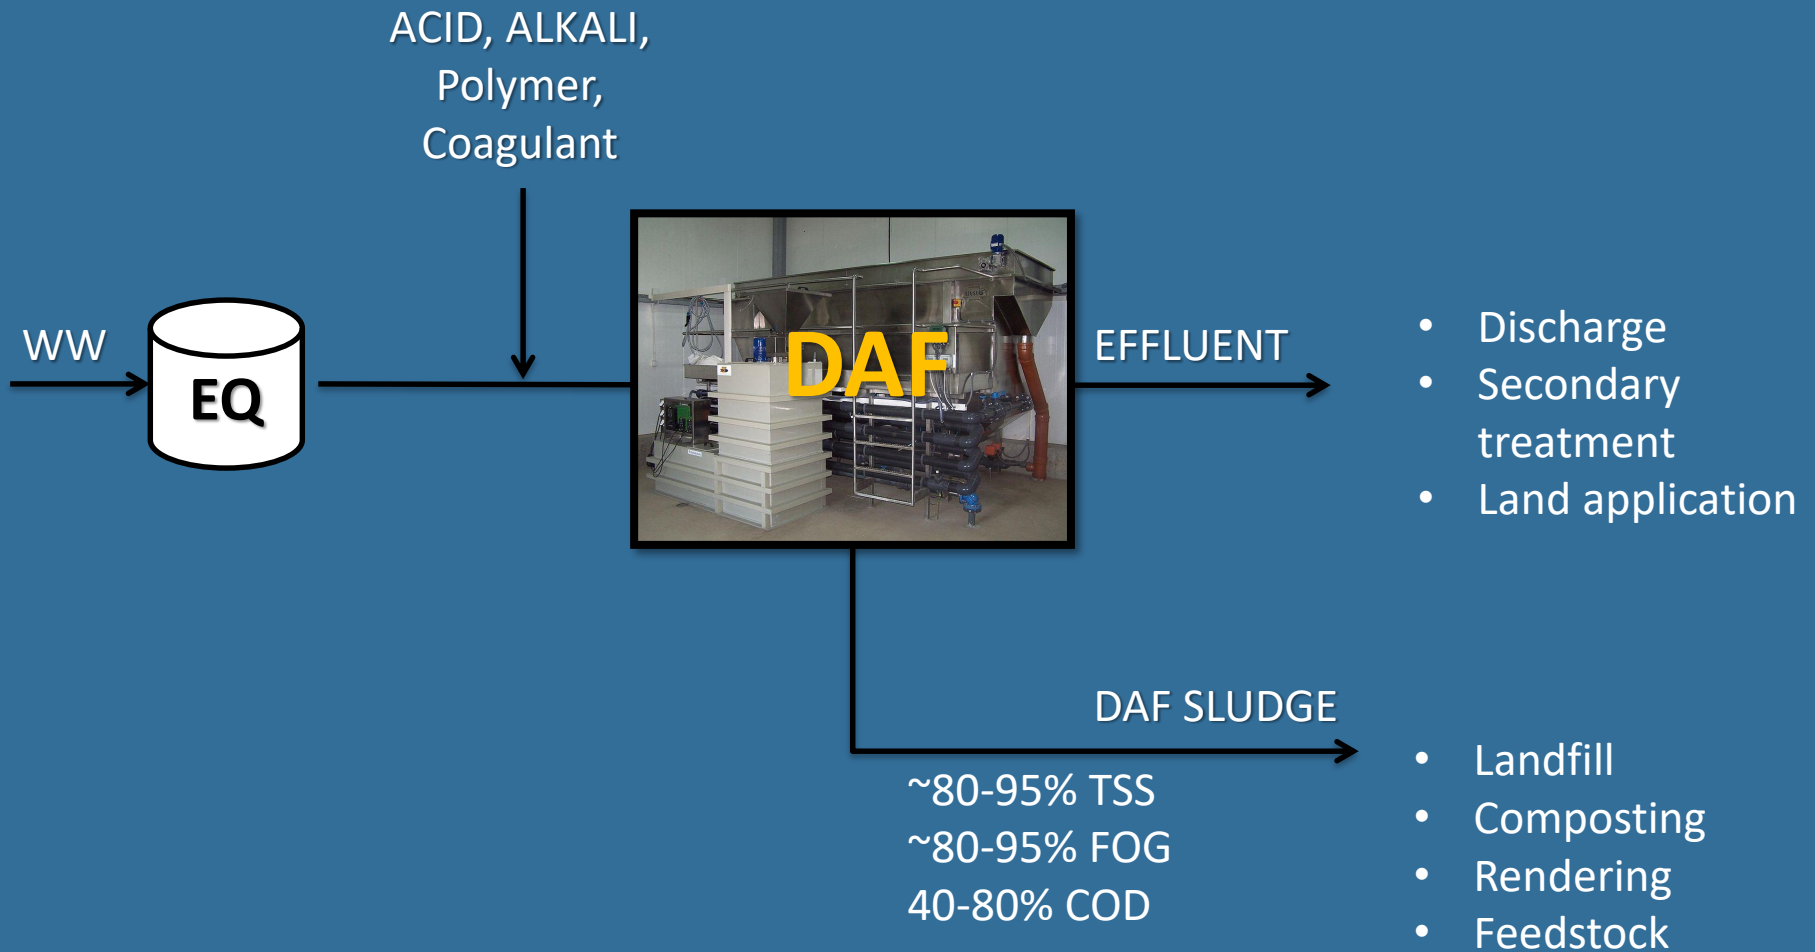 ACID, ALKALI,
Polymer,
Coagulant
WW
EQ
DAF
EFFLUENT
• Discharge
• Secondary
treatment
• Land application
DAF SLUDGE
~80-95% TSS
~80-95% FOG
40-80% COD
• Landfill
• Composting
• Rendering
• Feedstock